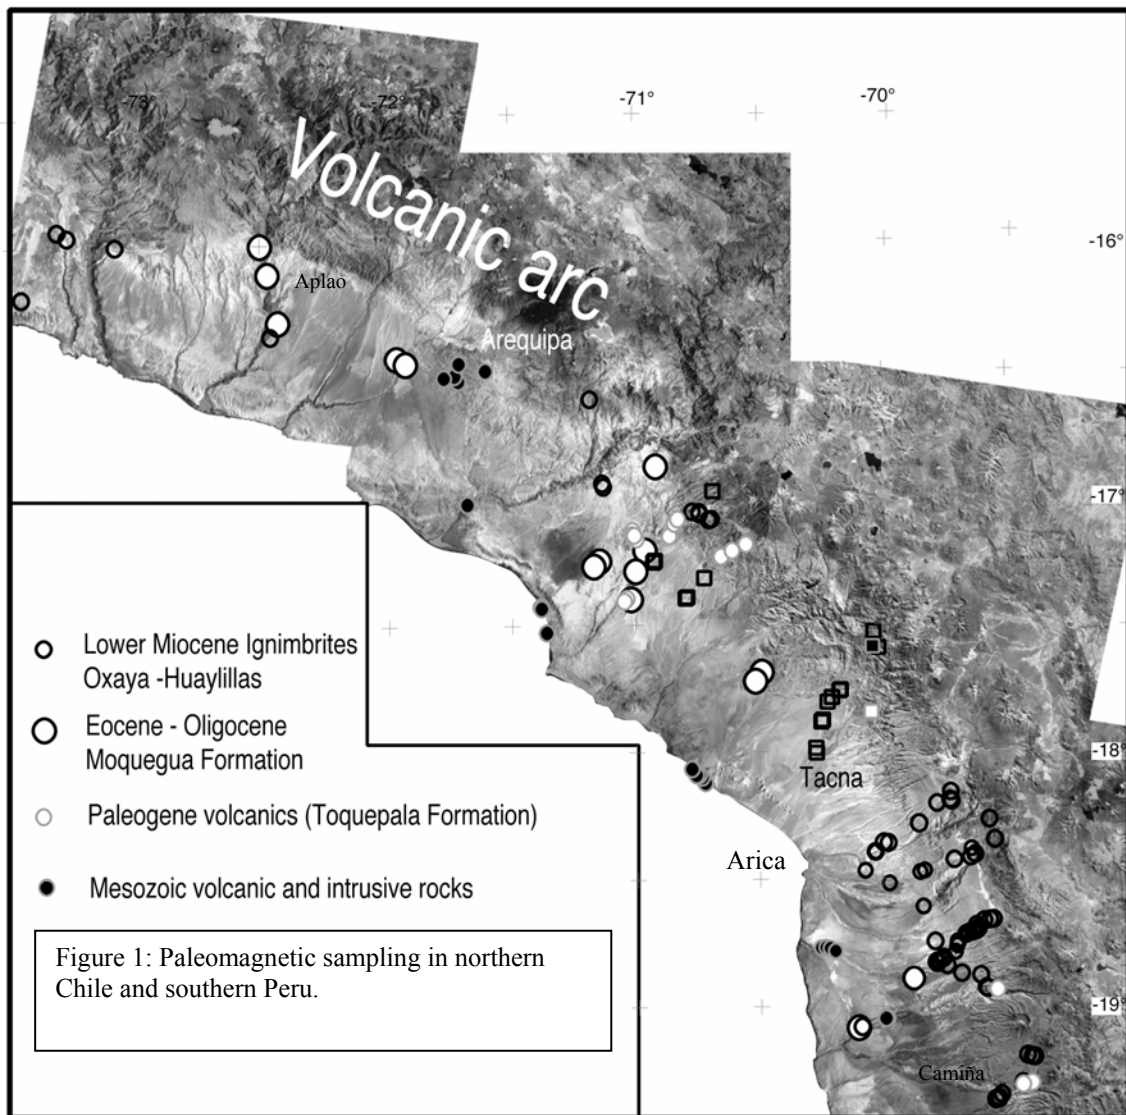 -73°
-72°
-71°
-70°
Volcanic arc
-16°
Aplao
Arequipa
-17°
Lower Miocene Ignimbrites
Oxaya -Huaylillas
Eocene - Oligocene
Moquegua Formation
-18°
Tacna
Paleogene volcanics (Toquepala Formation)
Arica
Mesozoic volcanic and intrusive rocks
Figure 1: Paleomagnetic sampling in northern
Chile and southern Peru.
-19°
Camiña